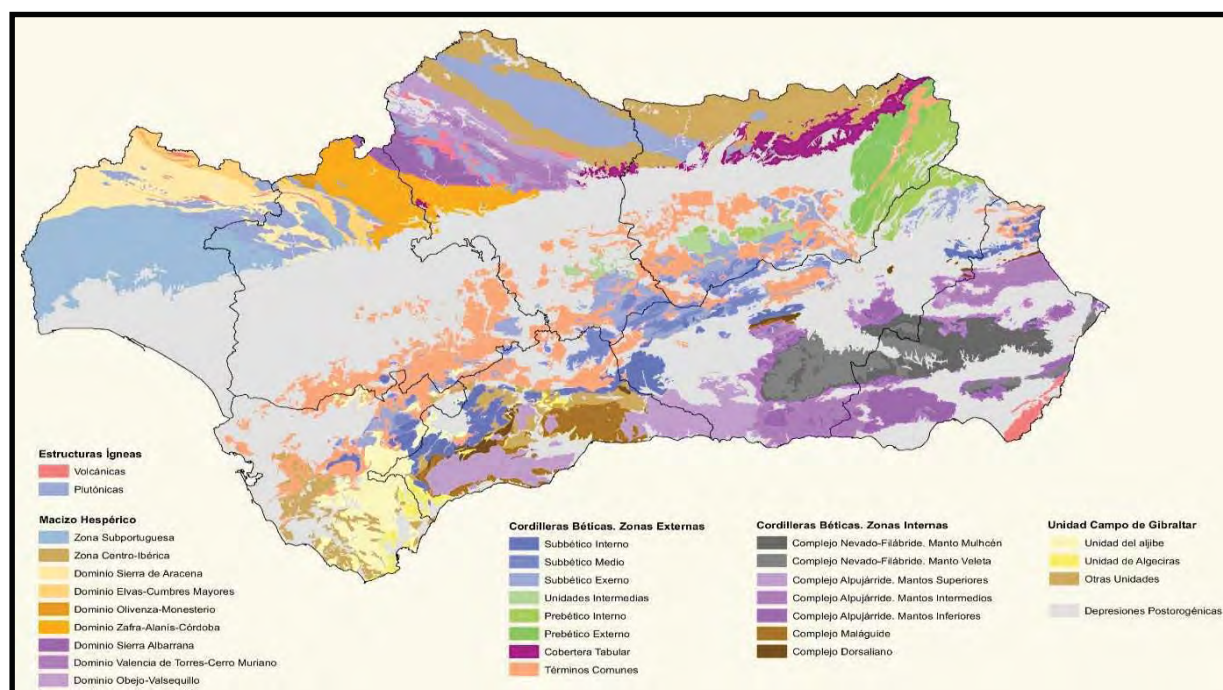 Estructuras Ígneas
Volcánicas
Plutónicas
Macizo Hespérico
Zona Subportuguesa
Zona Centro-Ibérica
Dominio Sierra de Aracena
Dominio Elvas-Cumbres Mayores
Dominio Olivenza-Monesterio
Dominio Zafra-Alanís-Córdoba
Dominio Sierra Albarrana
Dominio Valencia de Torres-Cerro Muriano
Dominio Obejo-Valsequillo
Cordilleras Béticas. Zonas Externas
Subbético Interno
Subbético Medio
Subbético Exerno
Unidades Intermedias
Prebético Interno
Prebético Externo
Cobertera Tabular
Términos Comunes
Cordilleras Béticas. Zonas Internas
Complejo Nevado-Filábride. Manto Mulhcén
Complejo Nevado-Filábride. Manto Veleta
Complejo Alpujárride. Mantos Superiores
Complejo Alpujárride. Mantos Intermedios
Complejo Alpujárride. Mantos Inferiores
Complejo Maláguide
Complejo Dorsaliano
Unidad Campo de Gibraltar
Unidad del aljibe
Unidad de Algeciras
Otras Unidades
Depresiones Postorogénicas